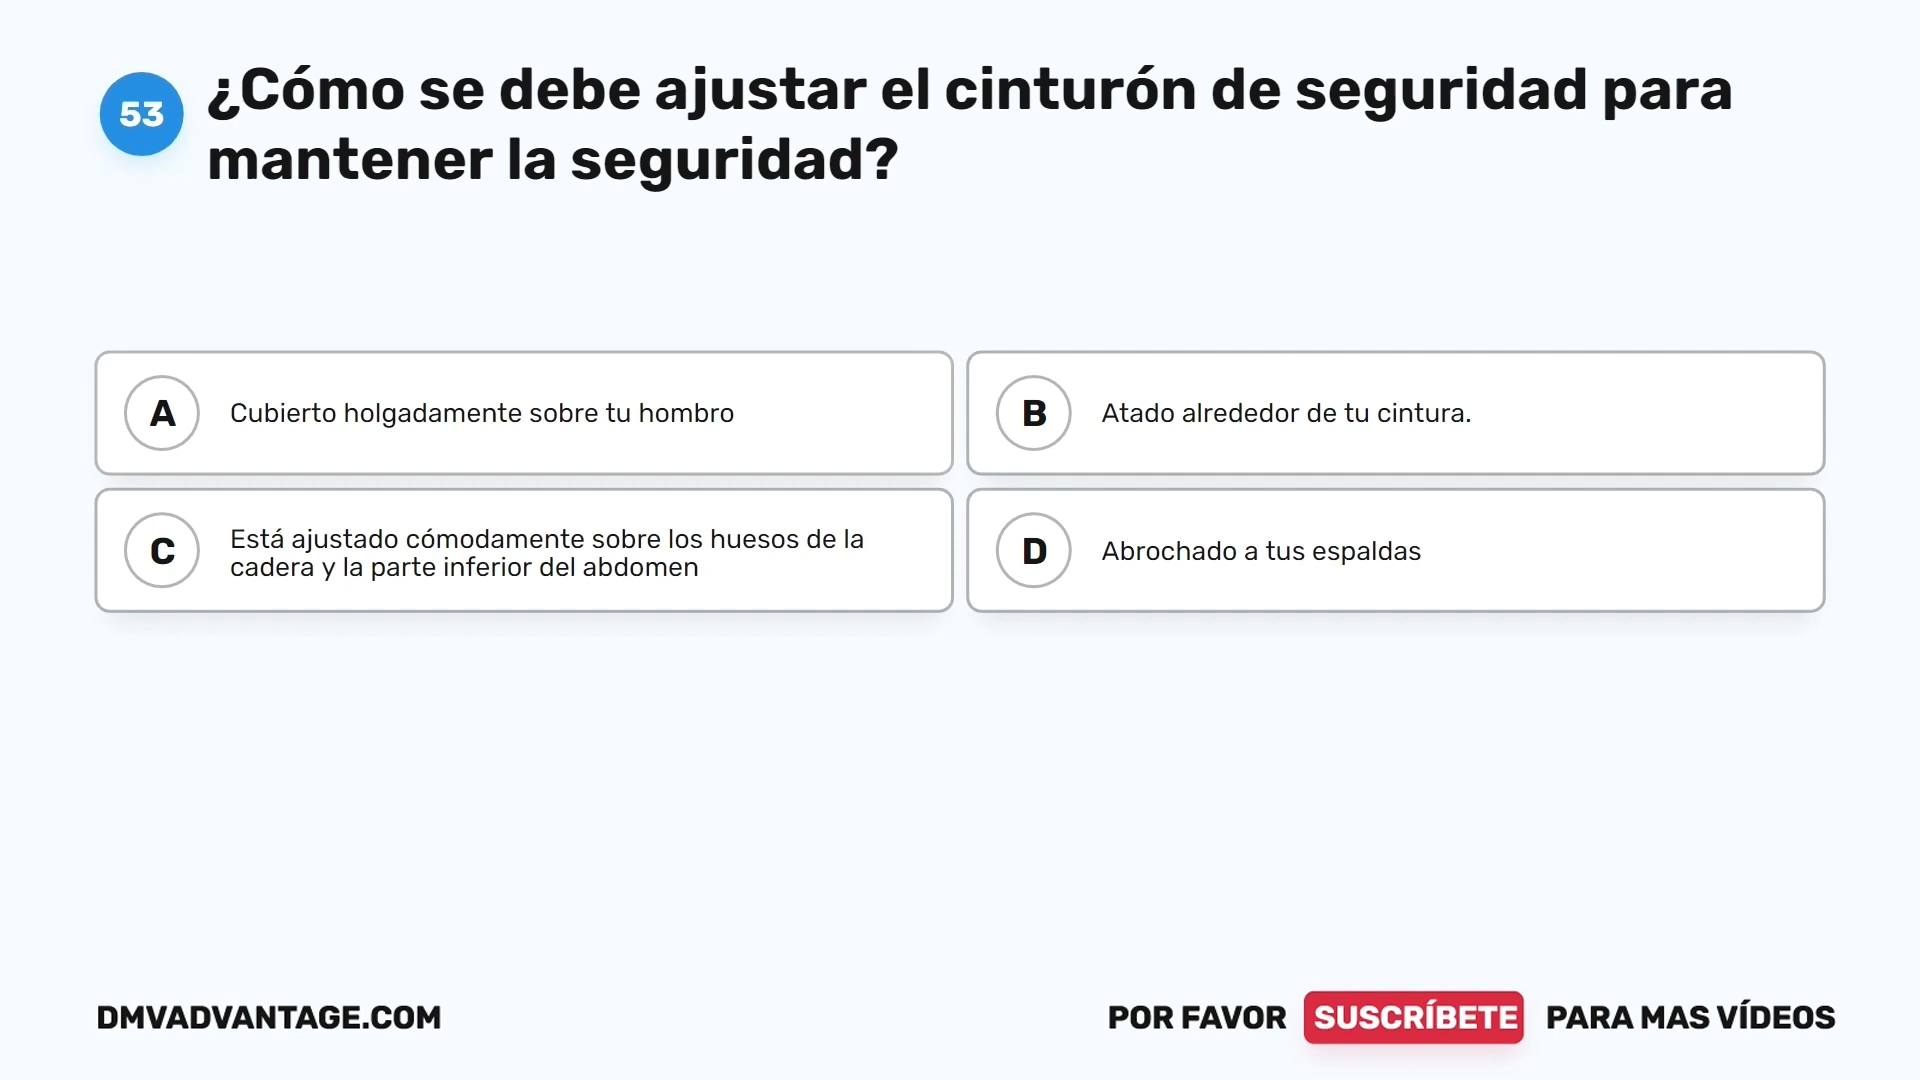 53
¿Cómo se debe ajustar el cinturón de seguridad para
mantener la seguridad?
A
Cubierto holgadamente sobre tu hombro
B
Atado alrededor de tu cintura.
C
Está ajustado cómodamente sobre los huesos de la
cadera y la parte inferior del abdomen
D
Abrochado a tus espaldas
DMVADVANTAGE.COM
POR FAVOR SUSCRÍBETE PARA MAS VÍDEOS